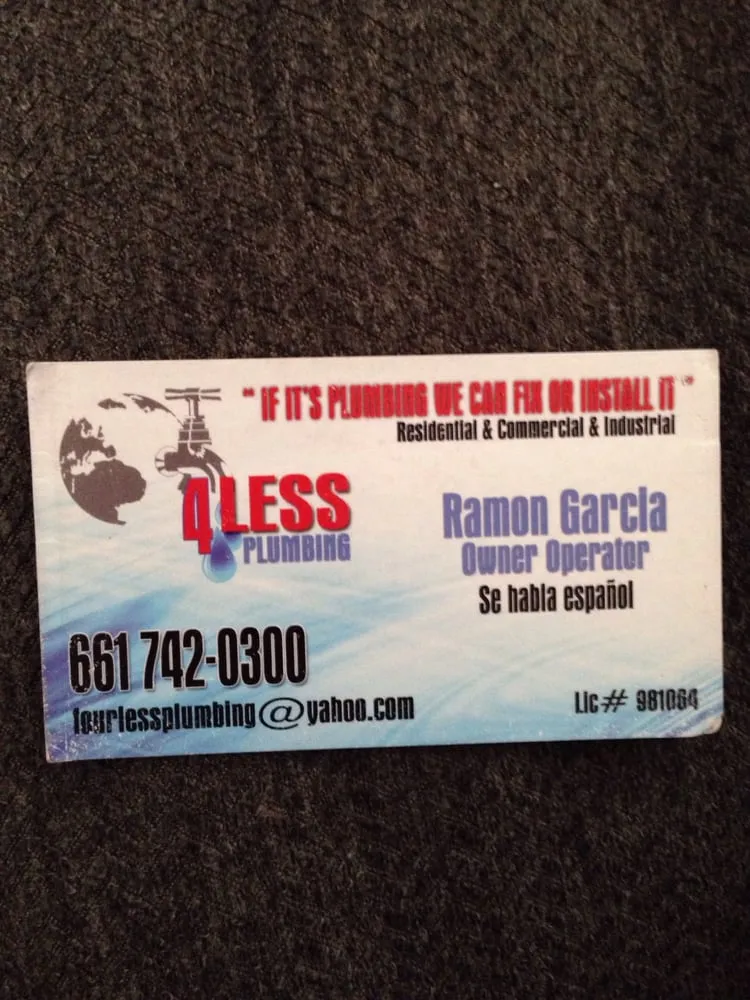 " IF IT'S PLUMBING WE CAN FIX OR INSTALL IT "
Residential & Commercial & Industrial
4LESS
PLUMBING
Ramon Garcia
Owner Operator
Se habla español
661 742-0300
fourlessplumbing@yahoo.com
Lic# 981064